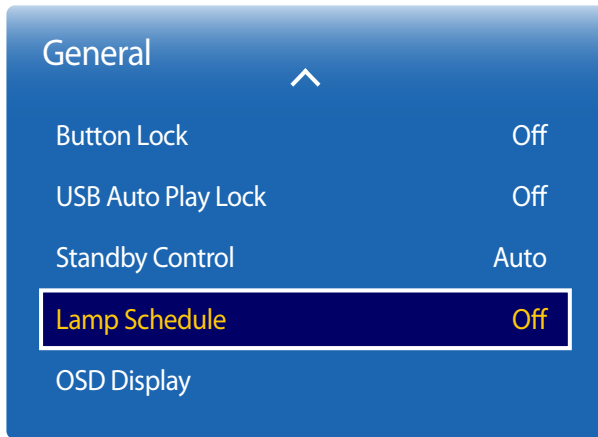 General
Button Lock Off
USB Auto Play Lock Off
Standby Control Auto
Lamp Schedule Off
OSD Display